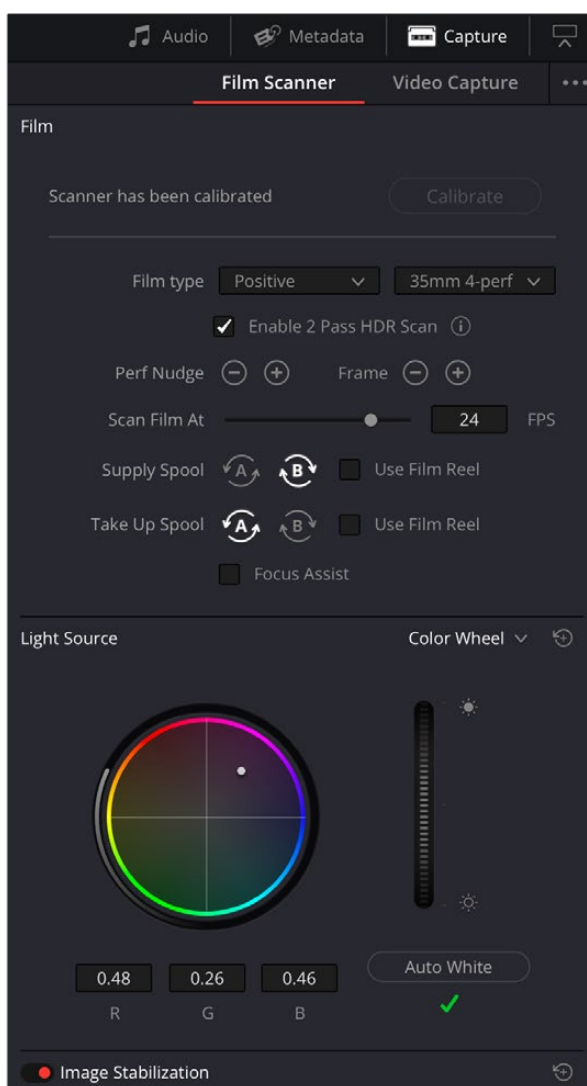 Audio Metadata Capture
Film Scanner Video Capture
Film
Scanner has been calibrated Calibrate
Film type Positive 35mm 4-perf
Enable 2 Pass HDR Scan
Perf Nudge Frame
Scan Film At 24 FPS
Supply Spool A B Use Film Reel
Take Up Spool A B Use Film Reel
Focus Assist
Light Source Color Wheel
0.48 0.26 0.46 Auto White
R G B
Image Stabilization